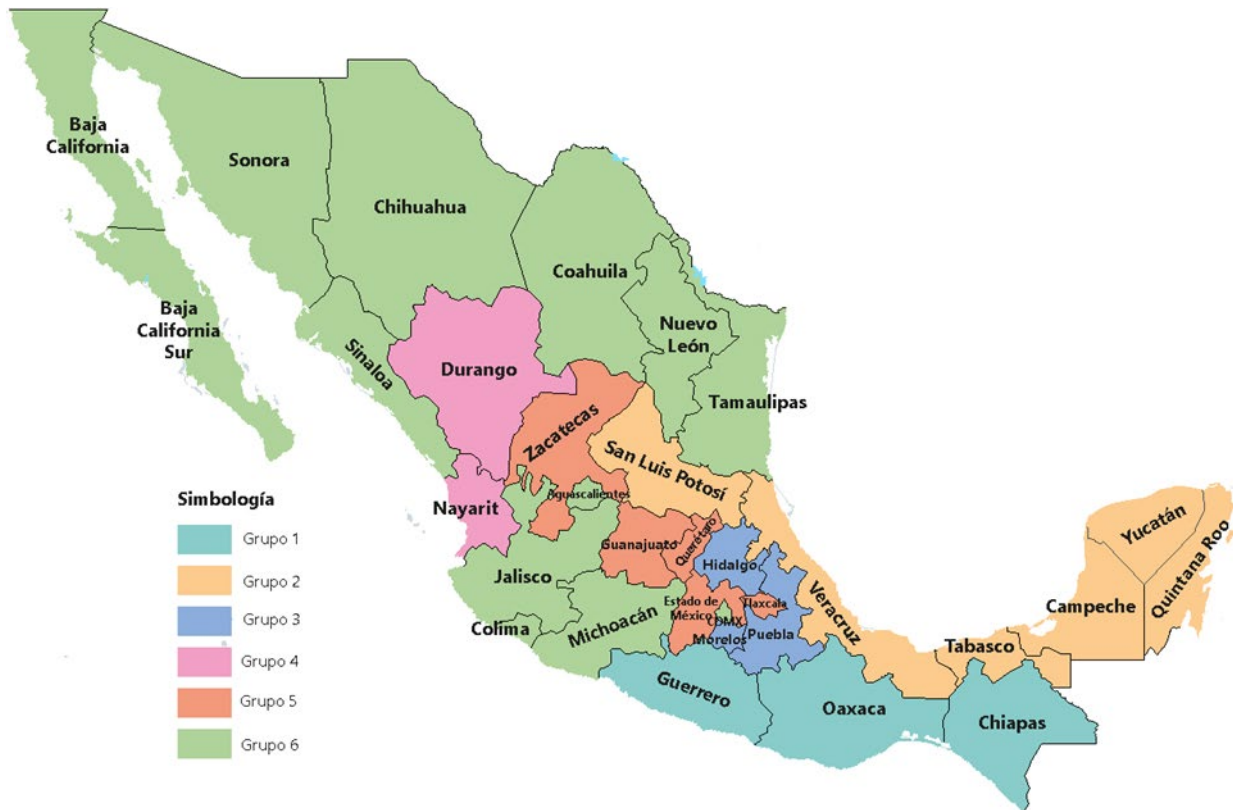 Baja
California
Sonora
Chihuahua
Coahuila
Baja
California
Sur
Sinaloa
Durango
Nuevo
León
Tamaulipas
Zacatecas
San Luis Potosí
Nayarit
Aguascalientes
Jalisco
Guanajuato
Querétaro
Hidalgo
Colima
Michoacán
Estado de
México
CDMX
Tlaxcala
Morelos
Puebla
Veracruz
Guerrero
Oaxaca
Tabasco
Chiapas
Campeche
Yucatán
Quintana Roo
Simbología
Grupo 1
Grupo 2
Grupo 3
Grupo 4
Grupo 5
Grupo 6